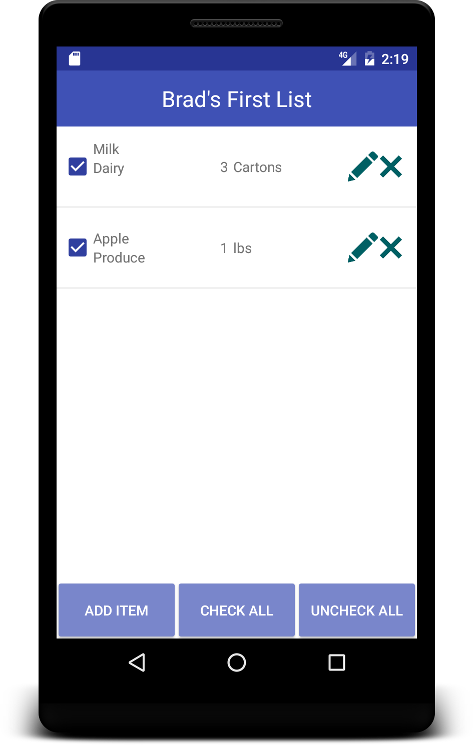 4G 2:19
Brad's First List
Milk
Dairy
3 Cartons
Apple
Produce
1 lbs
ADD ITEM CHECK ALL UNCHECK ALL